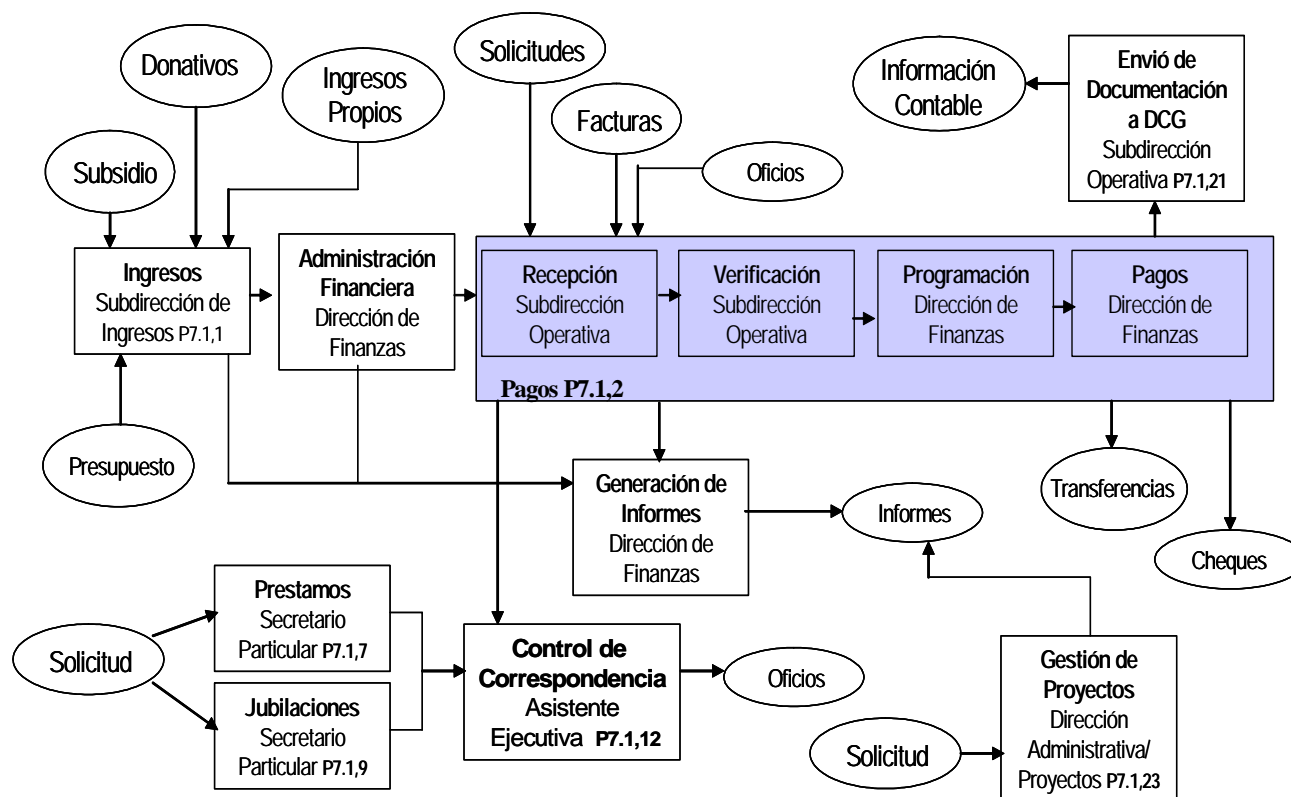 Donativos
Ingresos
Propios
Solicitudes
Facturas
Oficios
Información
Contable
Envió de
Documentación
a DCG
Subdirección
Operativa P7.1,21
Subsidio
Ingresos
Subdirección de
Ingresos P7.1,1
Administración
Financiera
Dirección de
Finanzas
Recepción
Subdirección
Operativa
Verificación
Subdirección
Operativa
Programación
Dirección de
Finanzas
Pagos
Dirección de
Finanzas
Pagos P7.1,2
Presupuesto
Generación de
Informes
Dirección de
Finanzas
Informes
Transferencias
Cheques
Solicitud
Prestamos
Secretario
Particular P7.1,7
Jubilaciones
Secretario
Particular P7.1,9
Control de
Correspondencia
Asistente
Ejecutiva P7.1,12
Oficios
Solicitud
Gestión de
Proyectos
Dirección
Administrativa/
Proyectos P7.1,23